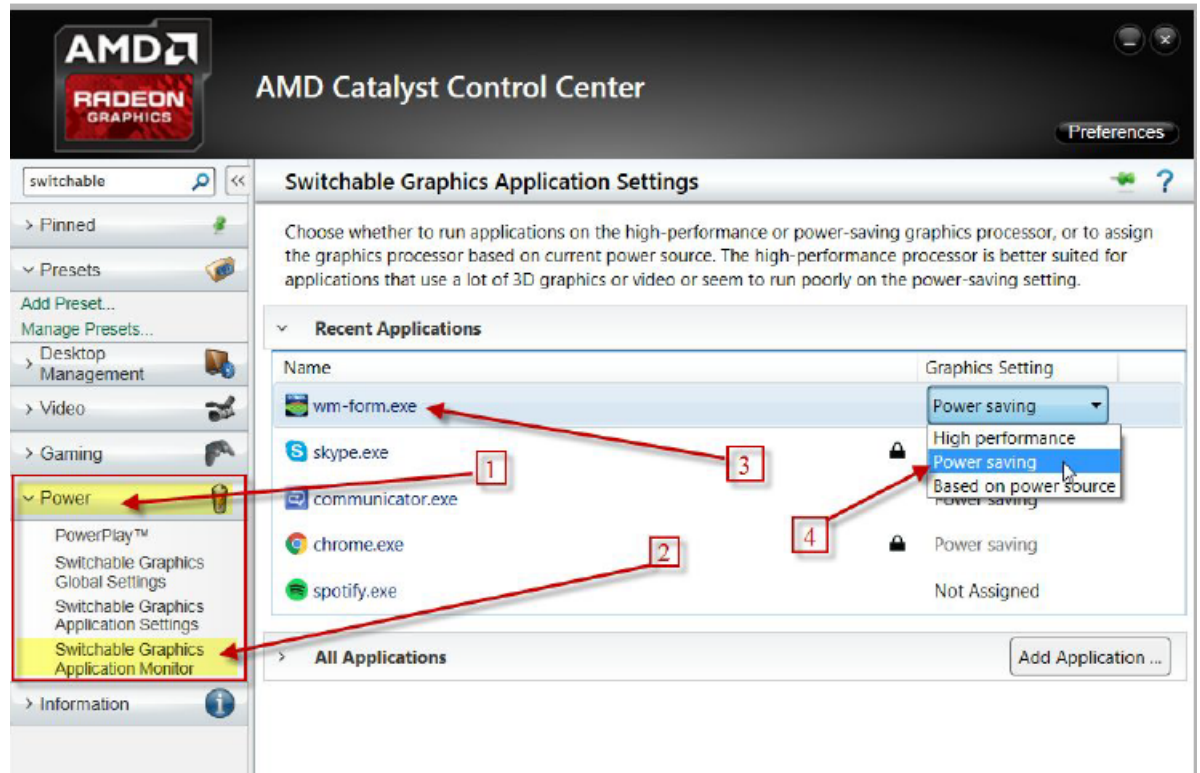 AMD
RADEON
GRAPHICS
AMD Catalyst Control Center
Preferences
switchable
Switchable Graphics Application Settings
?
Pinned
Presets
Add Preset...
Manage Presets...
Desktop
Management
Video
Gaming
Power
PowerPlay™
Switchable Graphics
Global Settings
Switchable Graphics
Application Settings
Switchable Graphics
Application Monitor
Information
Choose whether to run applications on the high-performance or power-saving graphics processor, or to assign
the graphics processor based on current power source. The high-performance processor is better suited for
applications that use a lot of 3D graphics or video or seem to run poorly on the power-saving setting.
Recent Applications
Name Graphics Setting
wm-form.exe Power saving
High performance
skype.exe
Power saving
Based on power source
communicator.exe Power saving
chrome.exe Power saving
spotify.exe Not Assigned
All Applications Add Application ...
1
2
3
4